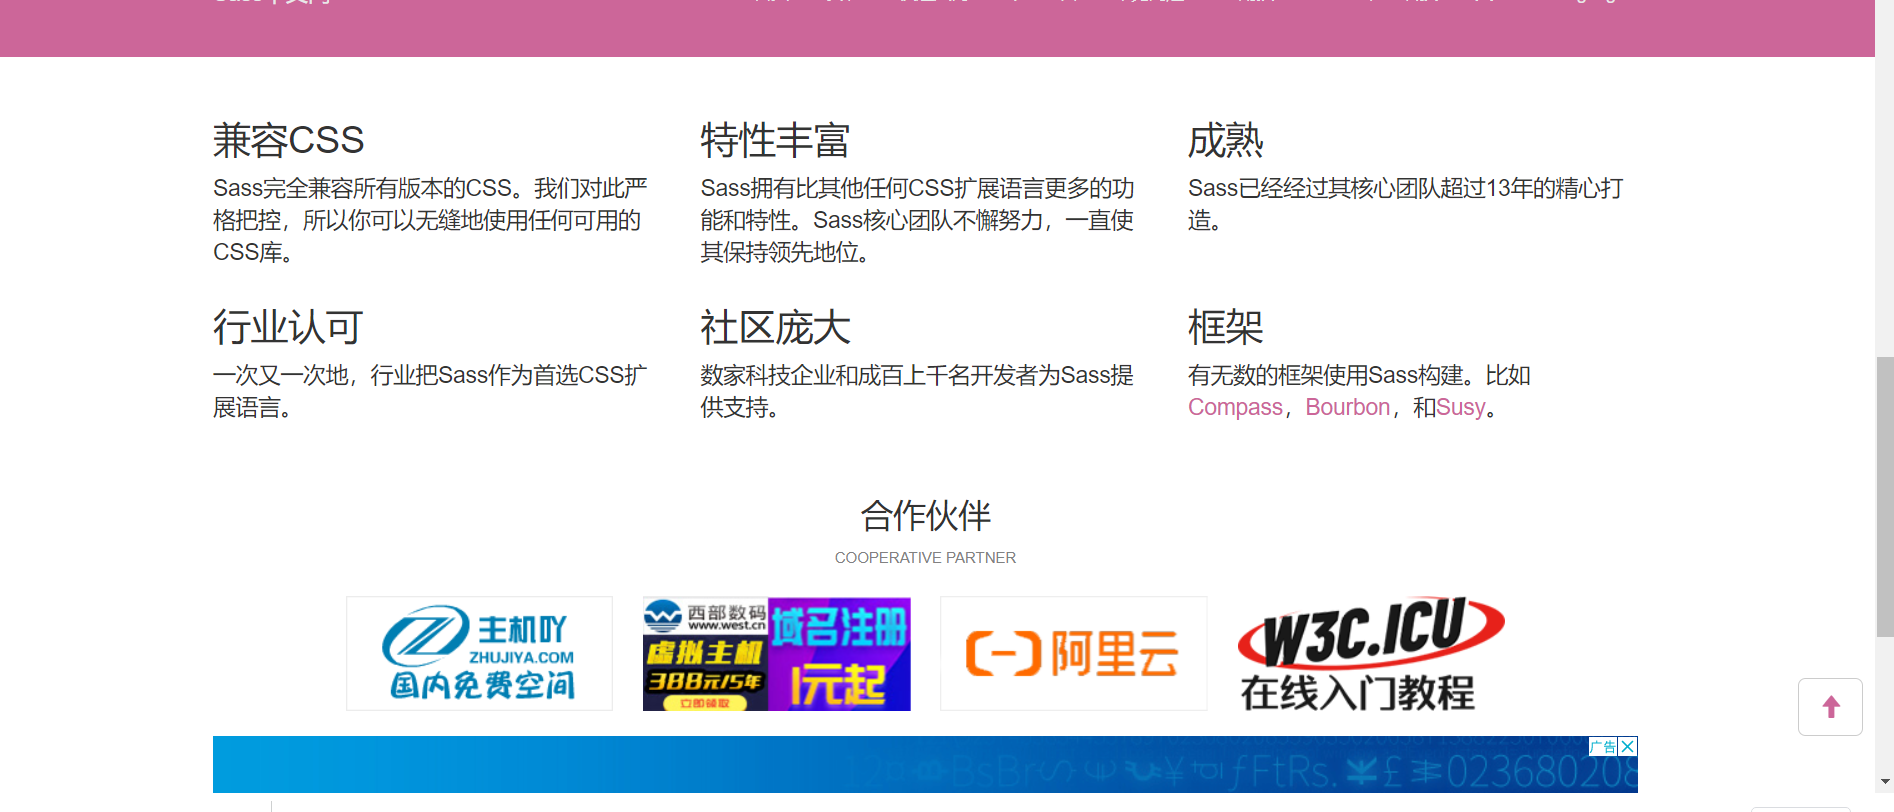 兼容CSS
Sass完全兼容所有版本的CSS。我们对此严
格把控，所以你可以无缝地使用任何可用的
CSS库。
特性丰富
Sass拥有比其他任何CSS扩展语言更多的功
能和特性。Sass核心团队不懈努力，一直使
其保持领先地位。
成熟
Sass已经经过其核心团队超过13年的精心打
造。
行业认可
一次又一次地，行业把Sass作为首选CSS扩
展语言。
社区庞大
数家科技企业和成百上千名开发者为Sass提
供支持。
框架
有无数的框架使用Sass构建。比如
Compass，Bourbon，和Susy。
合作伙伴
COOPERATIVE PARTNER
主机吖
ZHUJIYA.COM
国内免费空间
西部数码
www.west.cn
虚拟主机
388元/5年
立即领取
域名注册
1元起
阿里云
W3C.ICU
在线入门教程
广告